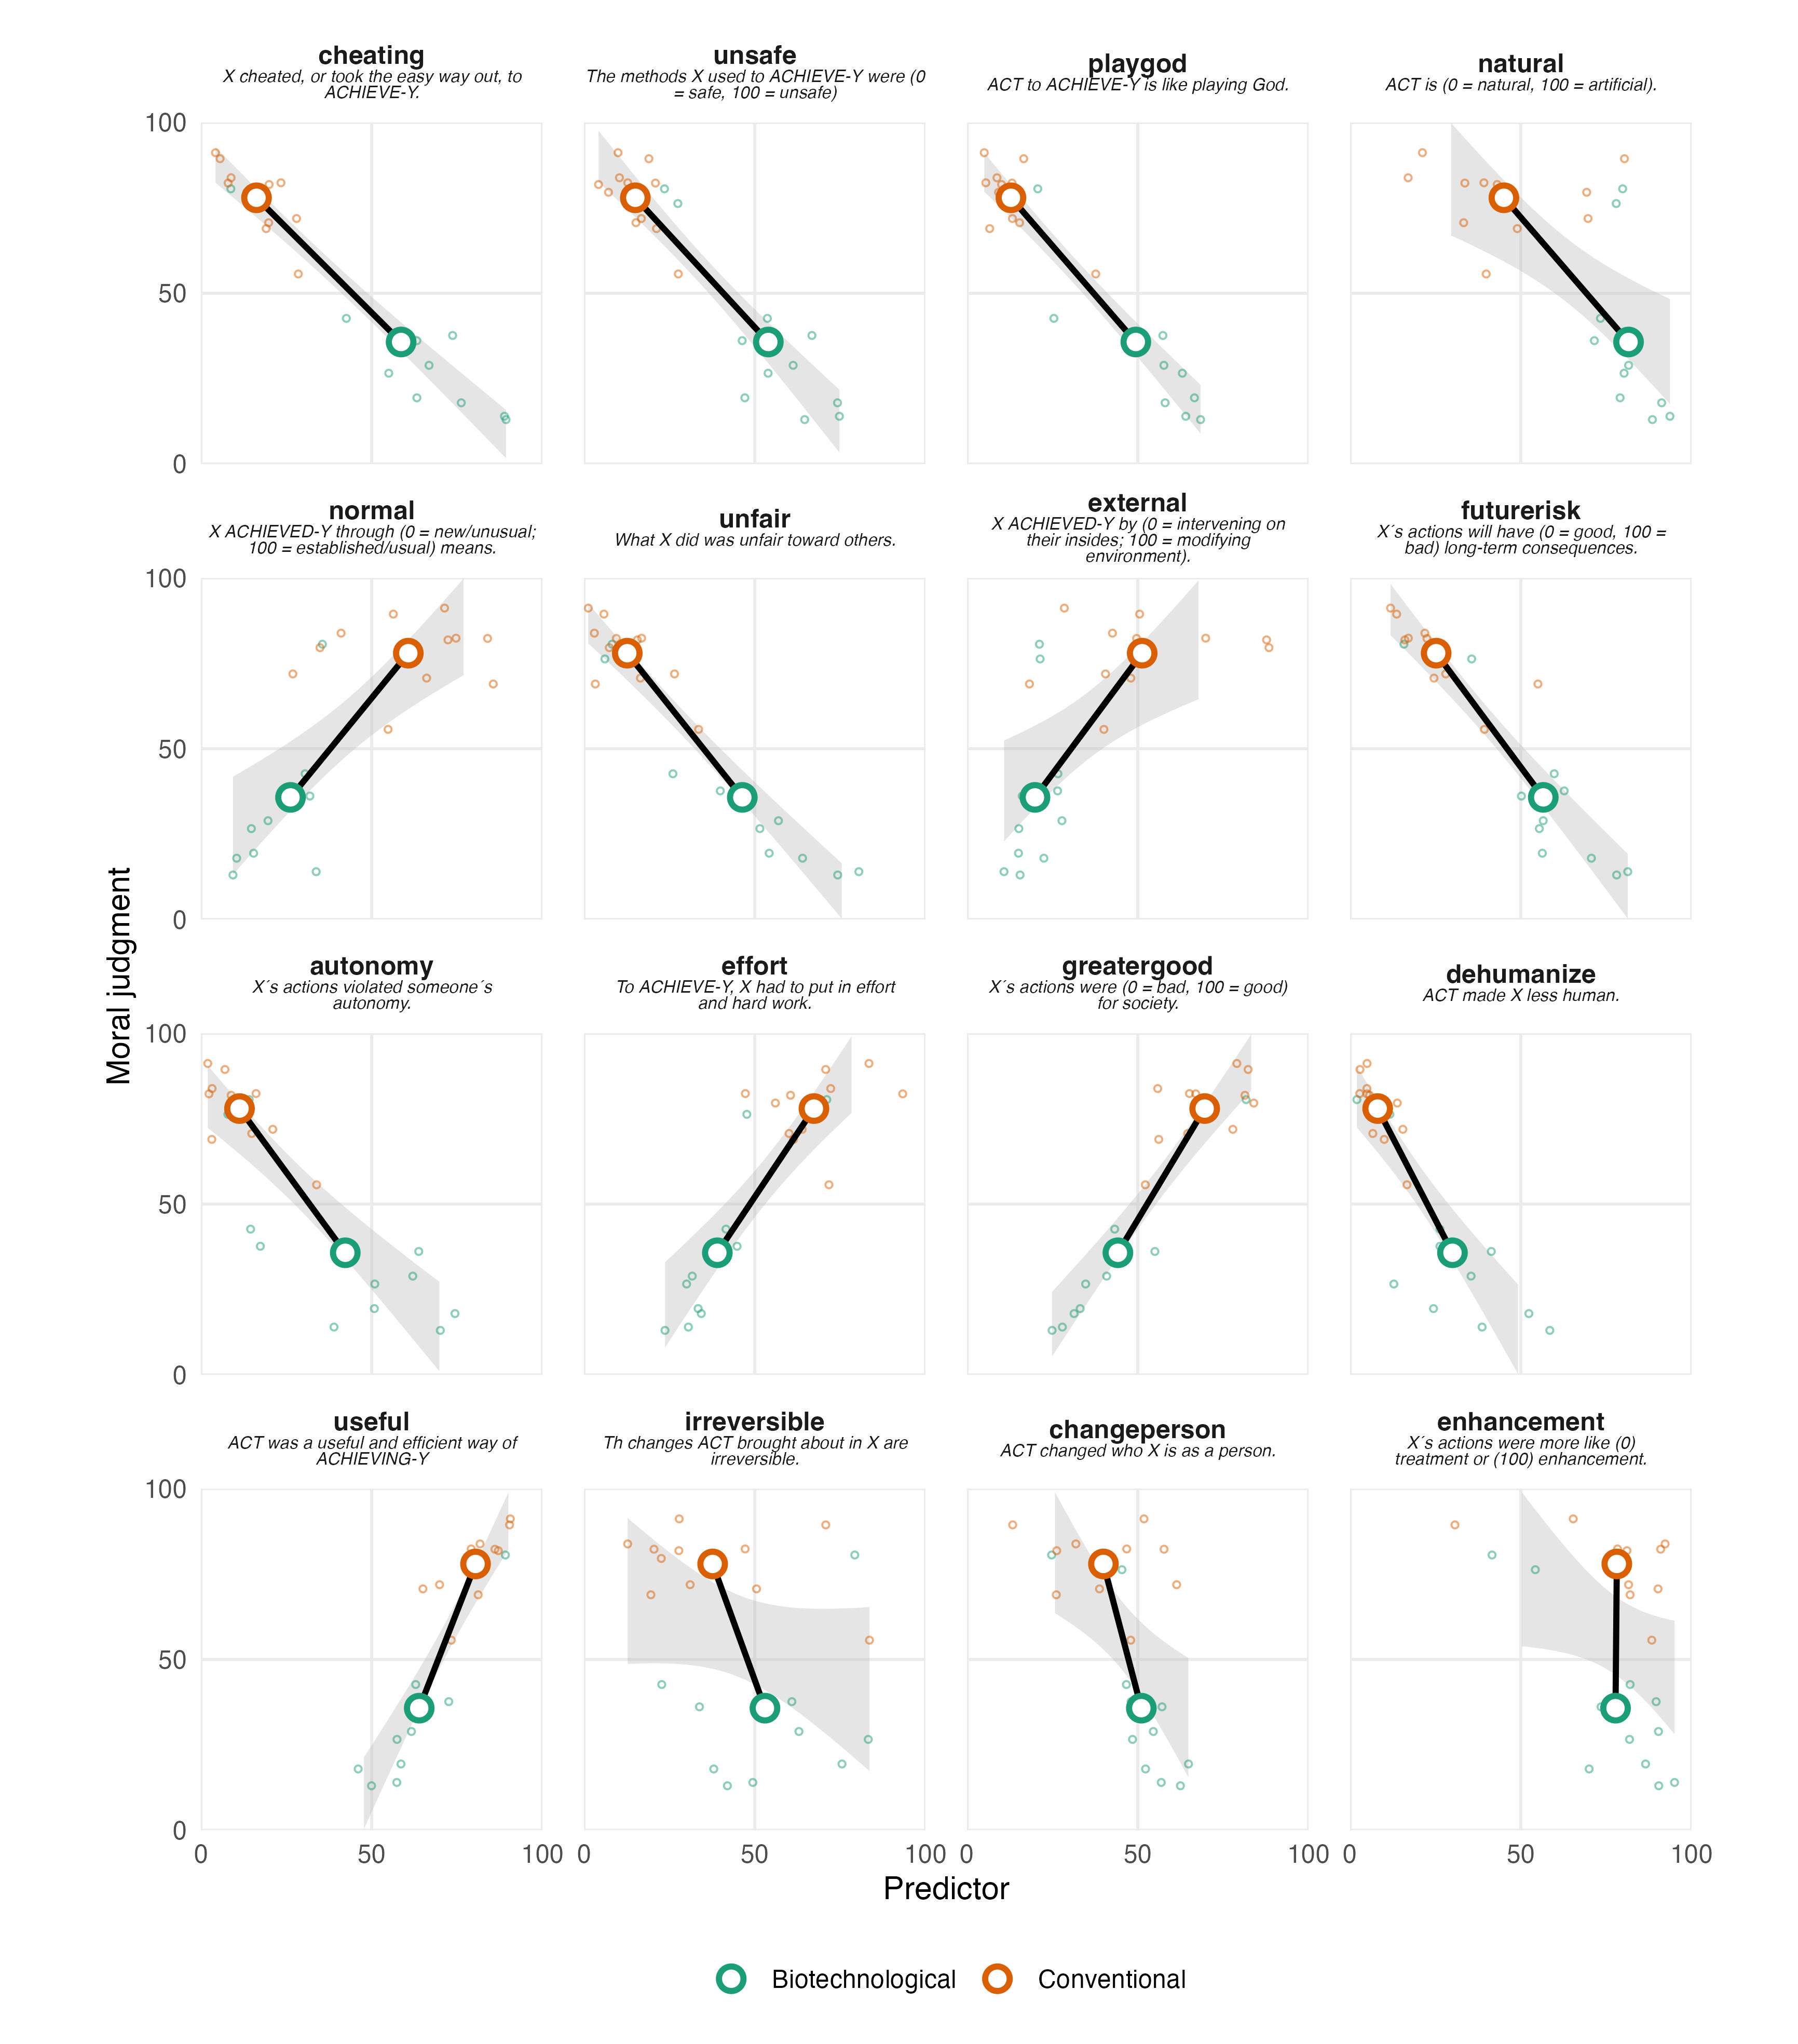 cheating
X cheated, or took the easy way out, to
ACHIEVE-Y.
unsafe
The methods X used to ACHIEVE-Y were (0
= safe, 100 = unsafe)
playgod
ACT to ACHIEVE-Y is like playing God.
natural
ACT is (0 = natural, 100 = artificial).
100
50
0
normal
X ACHIEVED-Y through (0 = new/unusual;
100 = established/usual) means.
unfair
What X did was unfair toward others.
external
X ACHIEVED-Y by (0 = intervening on
their insides; 100 = modifying
environment).
futurerisk
X´s actions will have (0 = good, 100 =
bad) long-term consequences.
100
50
0
Moral judgment
autonomy
X´s actions violated someone´s
autonomy.
effort
To ACHIEVE-Y, X had to put in effort
and hard work.
greatergood
X´s actions were (0 = bad, 100 = good)
for society.
dehumanize
ACT made X less human.
100
50
0
useful
ACT was a useful and efficient way of
ACHIEVING-Y
irreversible
Th changes ACT brought about in X are
irreversible.
changeperson
ACT changed who X is as a person.
enhancement
X´s actions were more like (0)
treatment or (100) enhancement.
100
50
0
0 50 100 0 50 100 0 50 100 0 50 100
Predictor
Biotechnological Conventional